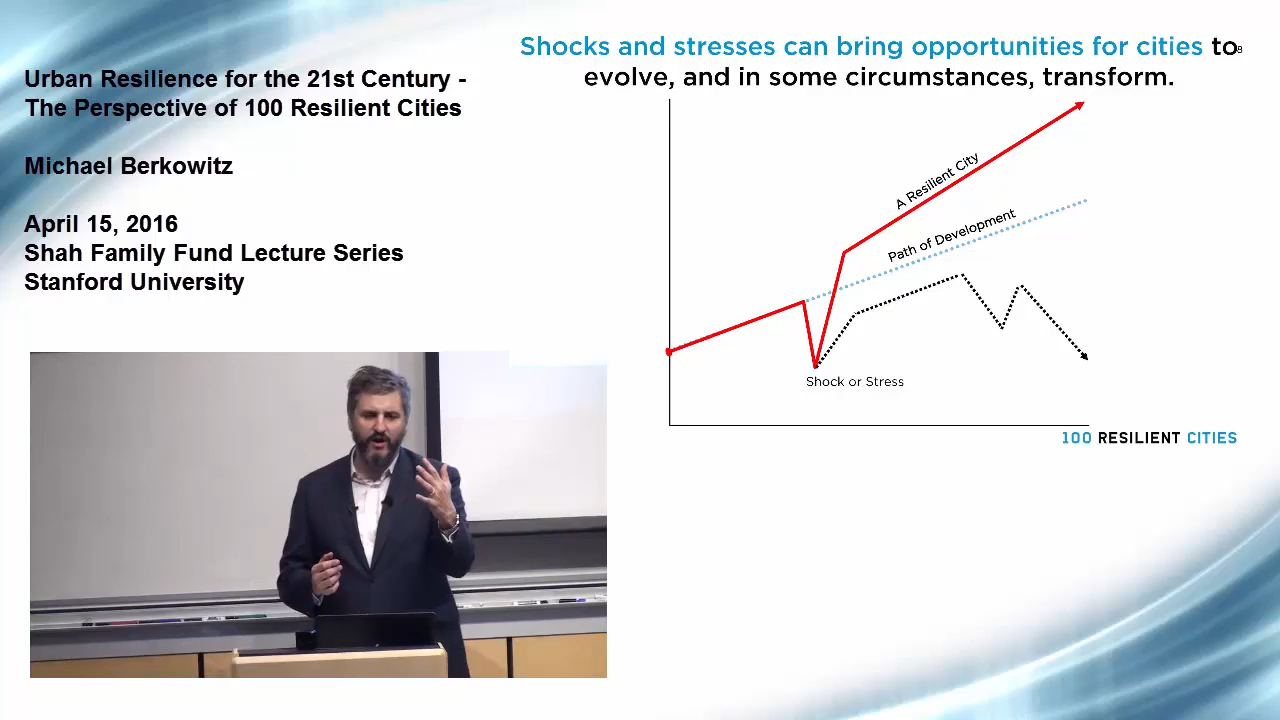 Urban Resilience for the 21st Century -
The Perspective of 100 Resilient Cities
Michael Berkowitz
April 15, 2016
Shah Family Fund Lecture Series
Stanford University
Shocks and stresses can bring opportunities for cities to
8
evolve, and in some circumstances, transform.
A Resilient City
Path of Development
Shock or Stress
100 RESILIENT CITIES